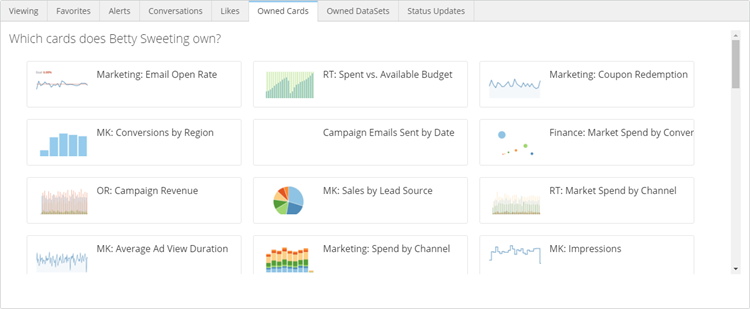 Viewing Favorites Alerts Conversations Likes Owned Cards Owned DataSets Status Updates
Which cards does Betty Sweeting own?
Marketing: Email Open Rate RT: Spent vs. Available Budget Marketing: Coupon Redemption
MK: Conversions by Region Campaign Emails Sent by Date Finance: Market Spend by Conver
OR: Campaign Revenue MK: Sales by Lead Source RT: Market Spend by Channel
MK: Average Ad View Duration Marketing: Spend by Channel MK: Impressions